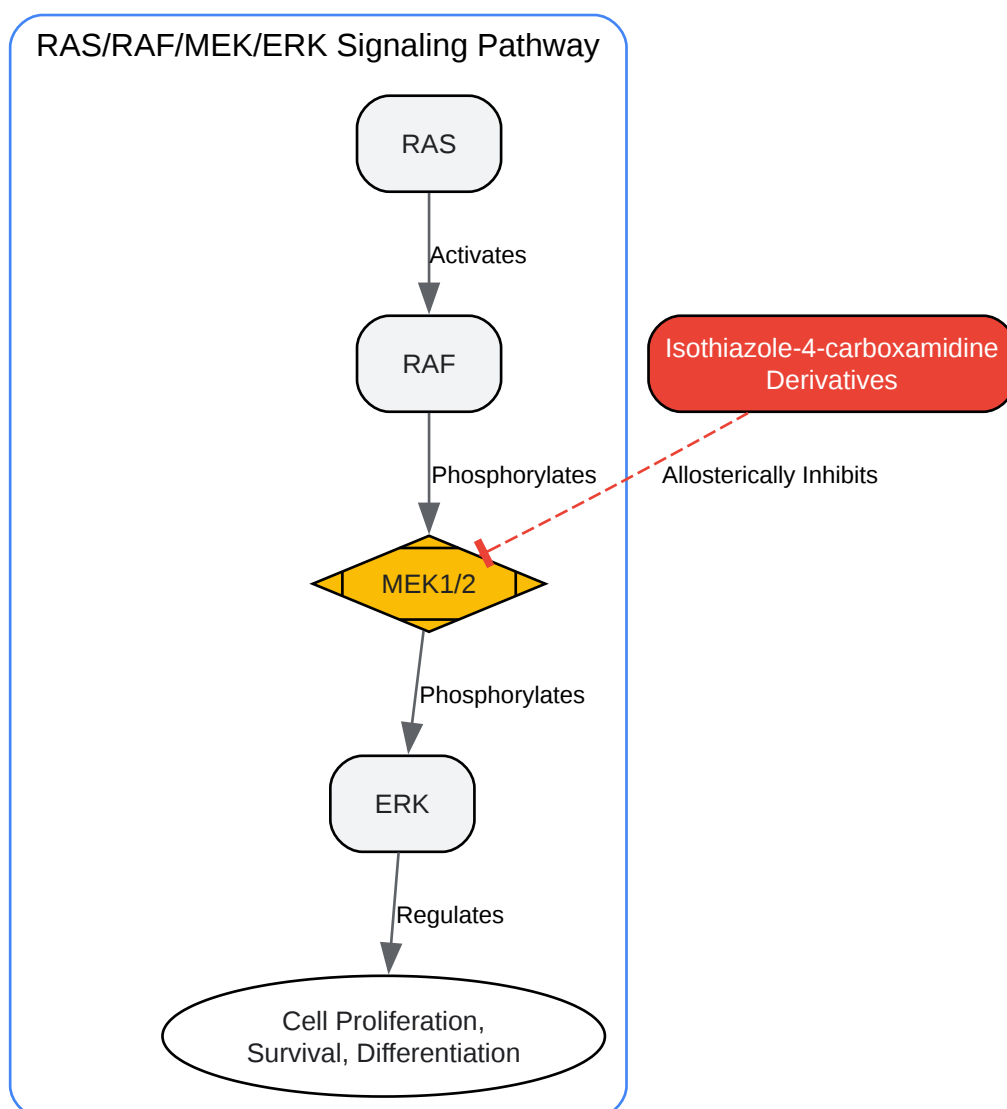 RAS/RAF/MEK/ERK Signaling Pathway
RAS
Activates
RAF
Isothiazole-4-carboxamidine
Derivatives
Phosphorylates
Allosterically Inhibits
MEK1/2
Phosphorylates
ERK
Regulates
Cell Proliferation,
Survival, Differentiation